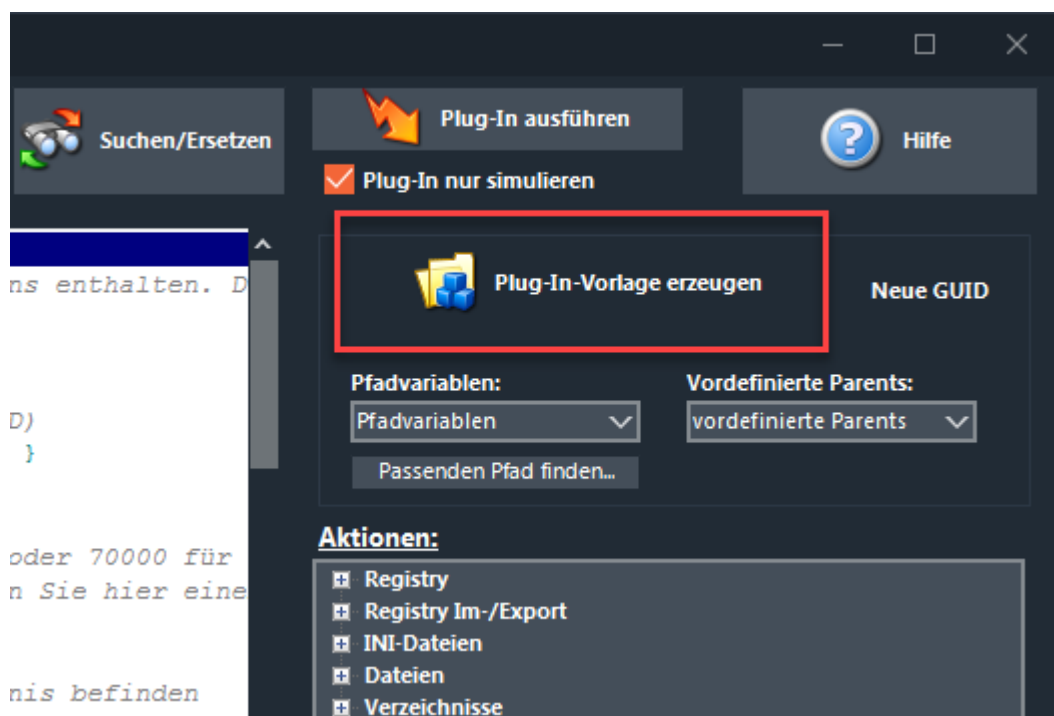 Suchen/Ersetzen
Plug-In ausführen
Hilfe
Plug-In nur simulieren
ns enthalten. D
D)
}
oder 70000 für
n Sie hier eine
nis befinden
Plug-In-Vorlage erzeugen
Neue GUID
Pfadvariablen:
Vordefinierte Parents:
Pfadvariablen
vordefinierte Parents
Passenden Pfad finden...
Aktionen:
Registry
Registry Im-/Export
INI-Dateien
Dateien
Verzeichnisse